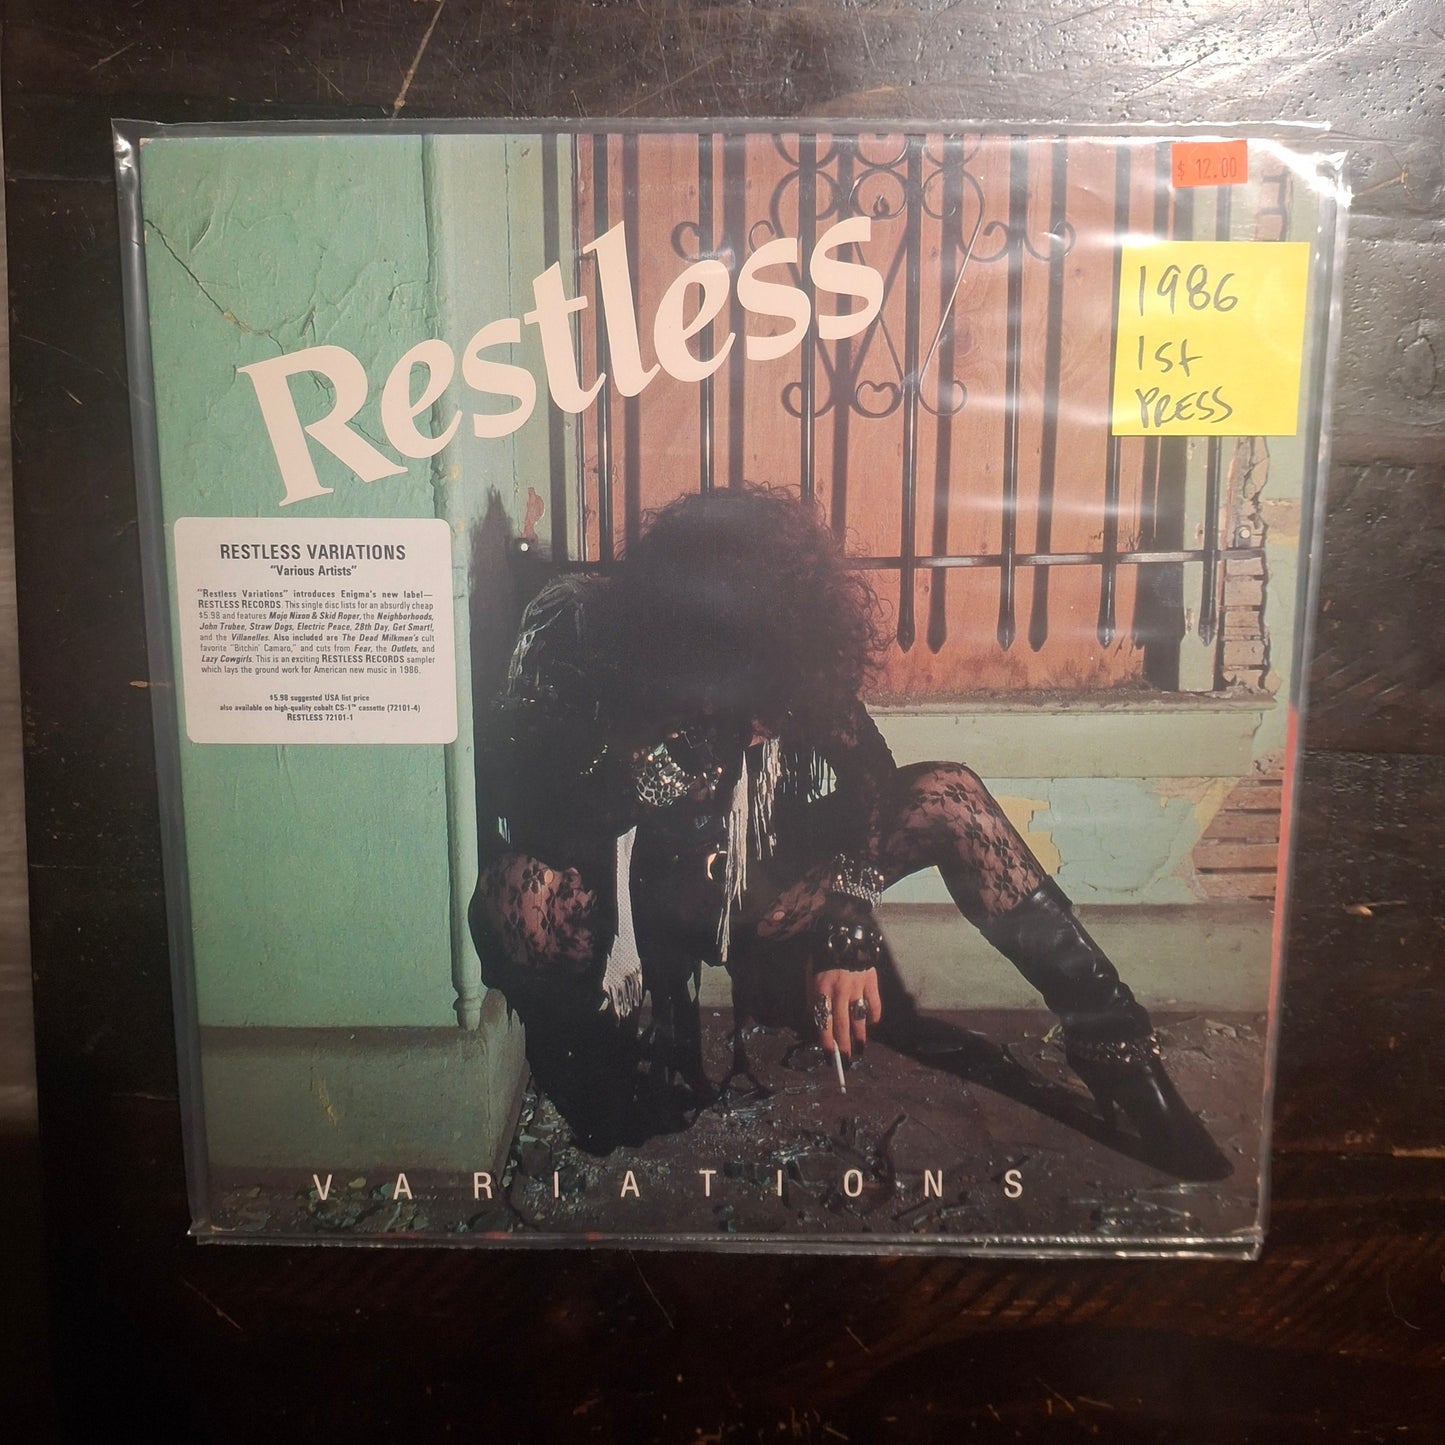 $ 12.00
Restless
1986
1st
PRESS
RESTLESS VARIATIONS
"Various Artists"
"Restless Variations" introduces Enigma's new label—
RESTLESS RECORDS. This single disc lists for an absurdly cheap
$5.98 and features Mojo Nixon & Skid Roper, the Neighborhoods,
John Trubee, Straw Dogs, Electric Peace, 28th Day, Get Smart!,
and the Villanelles. Also included are The Dead Milkmen's cult
favorite "Bitchin' Camaro," and cuts from Fear, the Outlets, and
Lazy Cowgirls. This is an exciting RESTLESS RECORDS sampler
which lays the ground work for American new music in 1986.
$5.98 suggested USA list price
also available on high-quality cobalt CS-1™ cassette (72101-4)
RESTLESS 72101-1
VARIATIONS